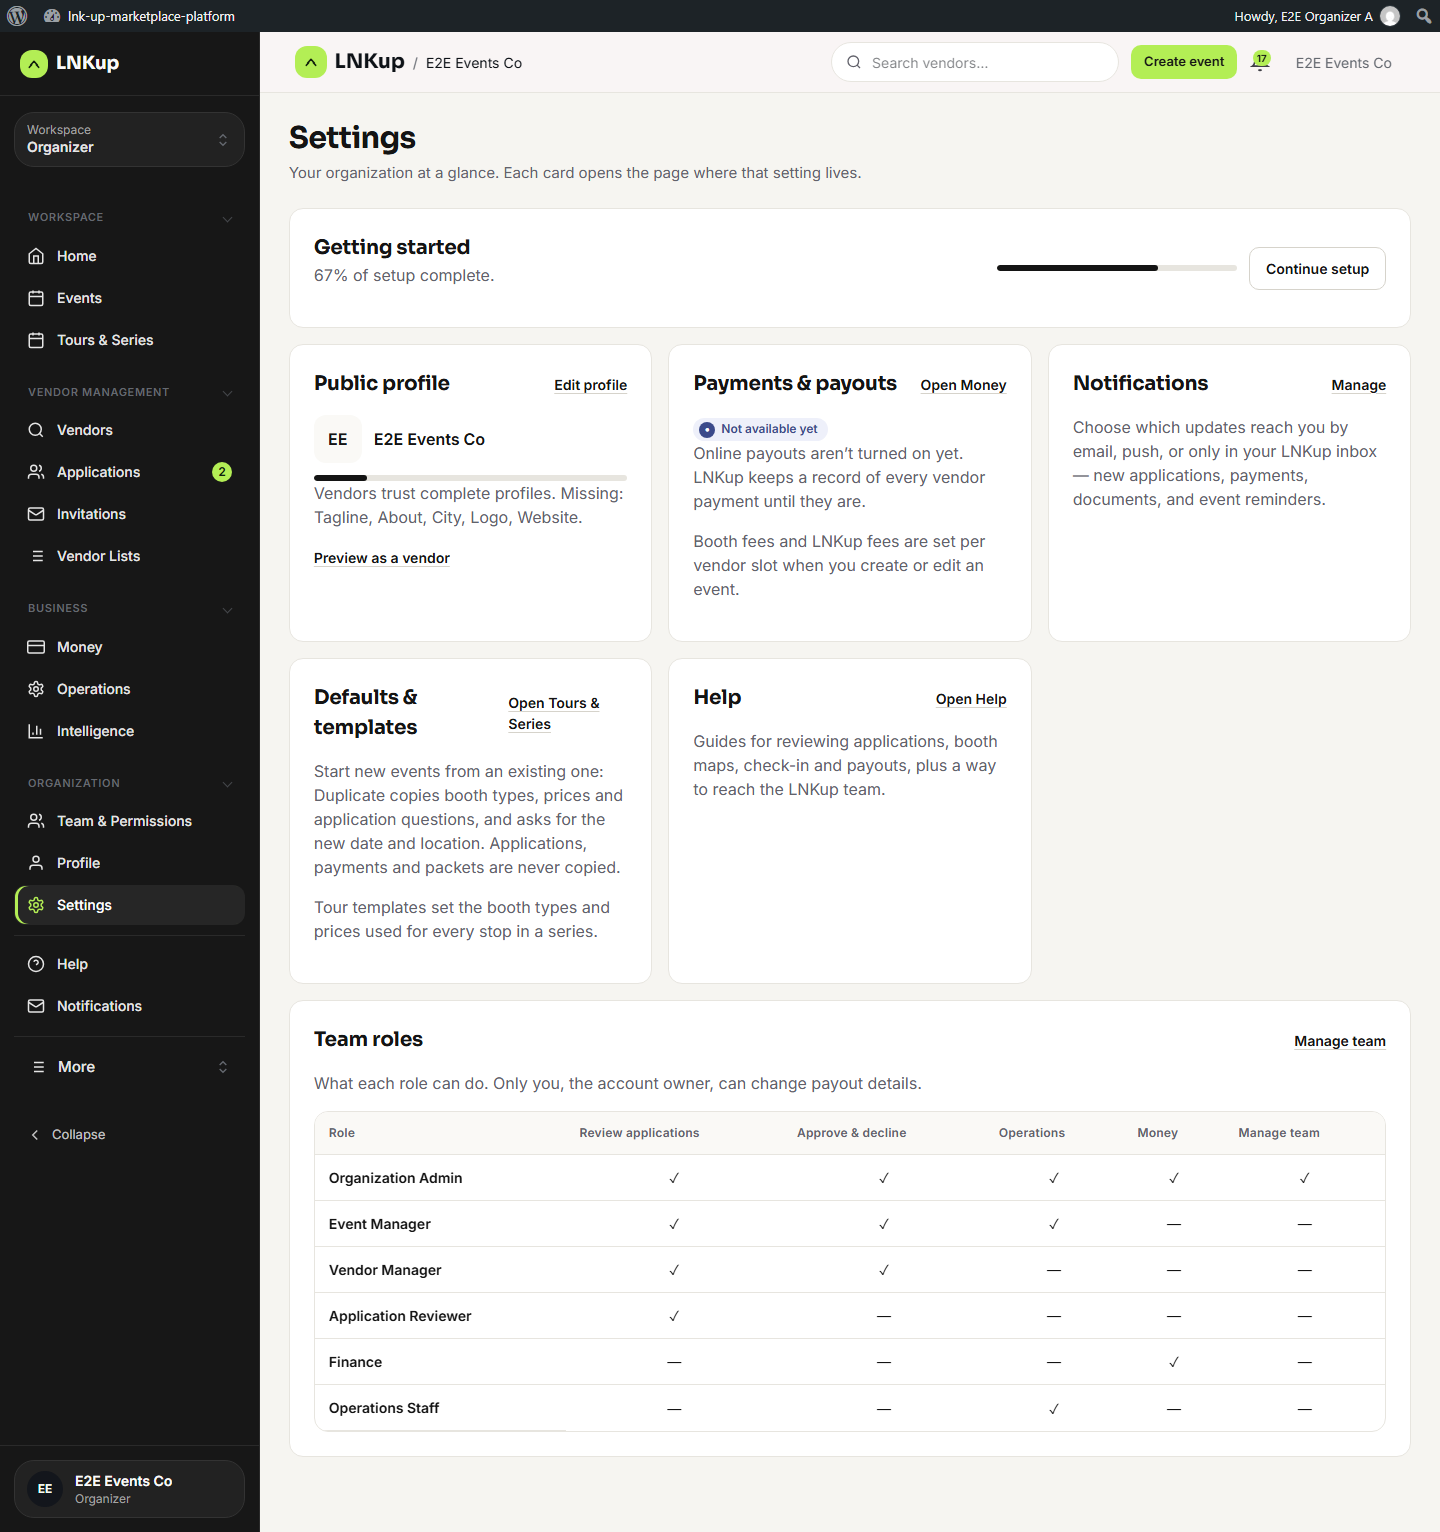 lnk-up-marketplace-platform
Howdy, E2E Organizer A
LNKup
Workspace
Organizer
WORKSPACE
Home
Events
Tours & Series
VENDOR MANAGEMENT
Vendors
Applications
2
Invitations
Vendor Lists
BUSINESS
Money
Operations
Intelligence
ORGANIZATION
Team & Permissions
Profile
Settings
Help
Notifications
More
Collapse
EE
E2E Events Co
Organizer
LNKup / E2E Events Co
Search vendors...
Create event
17
E2E Events Co
Settings
Your organization at a glance. Each card opens the page where that setting lives.
Getting started
67% of setup complete.
Continue setup
Public profile
Edit profile
EE
E2E Events Co
Vendors trust complete profiles. Missing:
Tagline, About, City, Logo, Website.
Preview as a vendor
Payments & payouts
Open Money
Not available yet
Online payouts aren’t turned on yet.
LNKup keeps a record of every vendor
payment until they are.
Booth fees and LNKup fees are set per
vendor slot when you create or edit an
event.
Notifications
Manage
Choose which updates reach you by
email, push, or only in your LNKup inbox
— new applications, payments,
documents, and event reminders.
Defaults &
templates
Open Tours &
Series
Start new events from an existing one:
Duplicate copies booth types, prices and
application questions, and asks for the
new date and location. Applications,
payments and packets are never copied.
Tour templates set the booth types and
prices used for every stop in a series.
Help
Open Help
Guides for reviewing applications, booth
maps, check-in and payouts, plus a way
to reach the LNKup team.
Team roles
Manage team
What each role can do. Only you, the account owner, can change payout details.
Role Review applications Approve & decline Operations Money Manage team
Organization Admin ✓ ✓ ✓ ✓ ✓
Event Manager ✓ ✓ ✓ — —
Vendor Manager ✓ ✓ — — —
Application Reviewer ✓ — — — —
Finance — — — ✓ —
Operations Staff — — ✓ — —